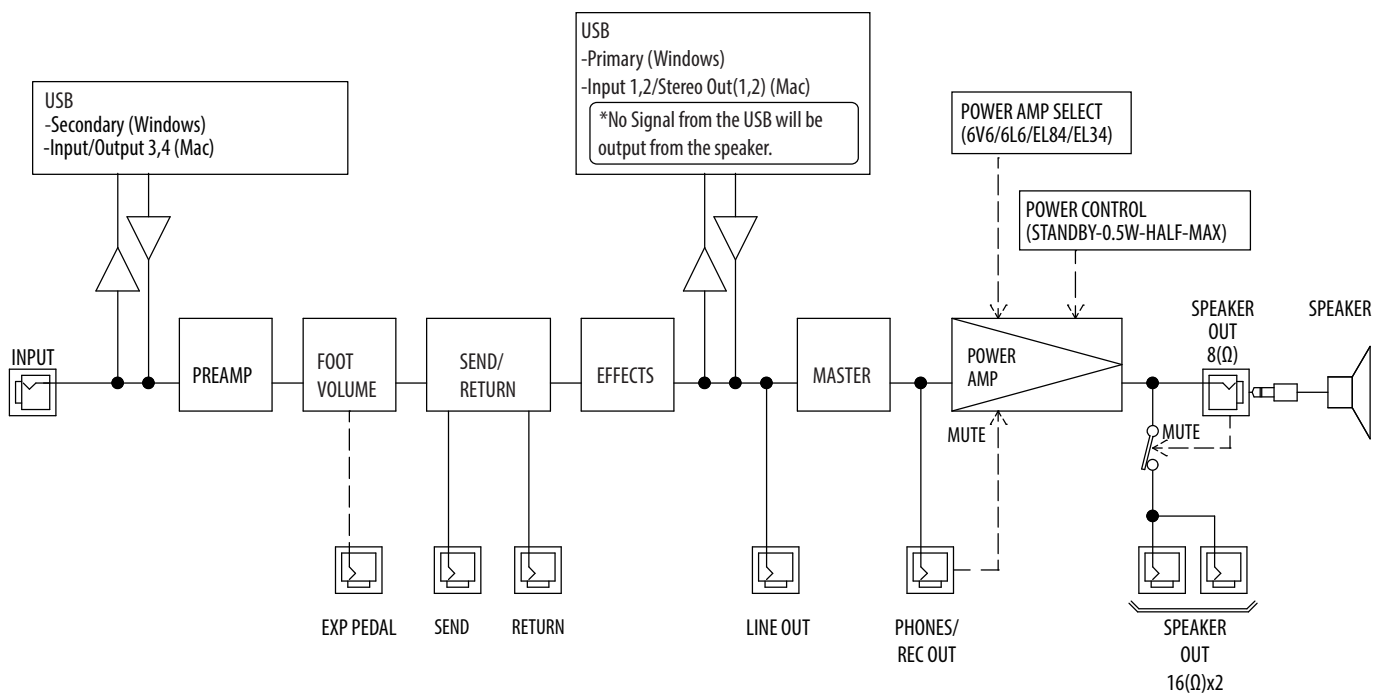 USB
-Secondary (Windows)
-Input/Output 3,4 (Mac)
USB
-Primary (Windows)
-Input 1,2/Stereo Out(1,2) (Mac)
*No Signal from the USB will be
output from the speaker.
POWER AMP SELECT
(6V6/6L6/EL84/EL34)
POWER CONTROL
(STANDBY-0.5W-HALF-MAX)
INPUT
PREAMP
FOOT
VOLUME
SEND/
RETURN
EFFECTS
MASTER
POWER
AMP
SPEAKER
OUT
8(Ω)
SPEAKER
MUTE
MUTE
EXP PEDAL
SEND
RETURN
LINE OUT
PHONES/
REC OUT
SPEAKER
OUT
16(Ω)x2